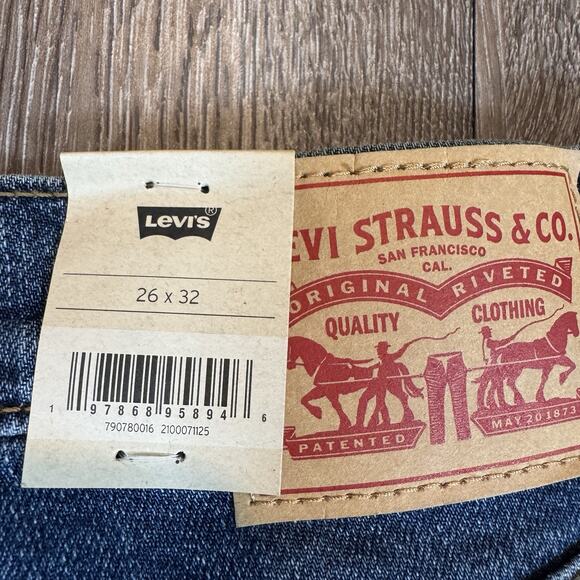 LEVI'S®
26 x 32
1 97868 95894 6
790780016 2100071125
EVI STRAUSS & CO.
SAN FRANCISCO
CAL.
ORIGINAL RIVETED
QUALITY CLOTHING
PATENTED MAY 20 1873